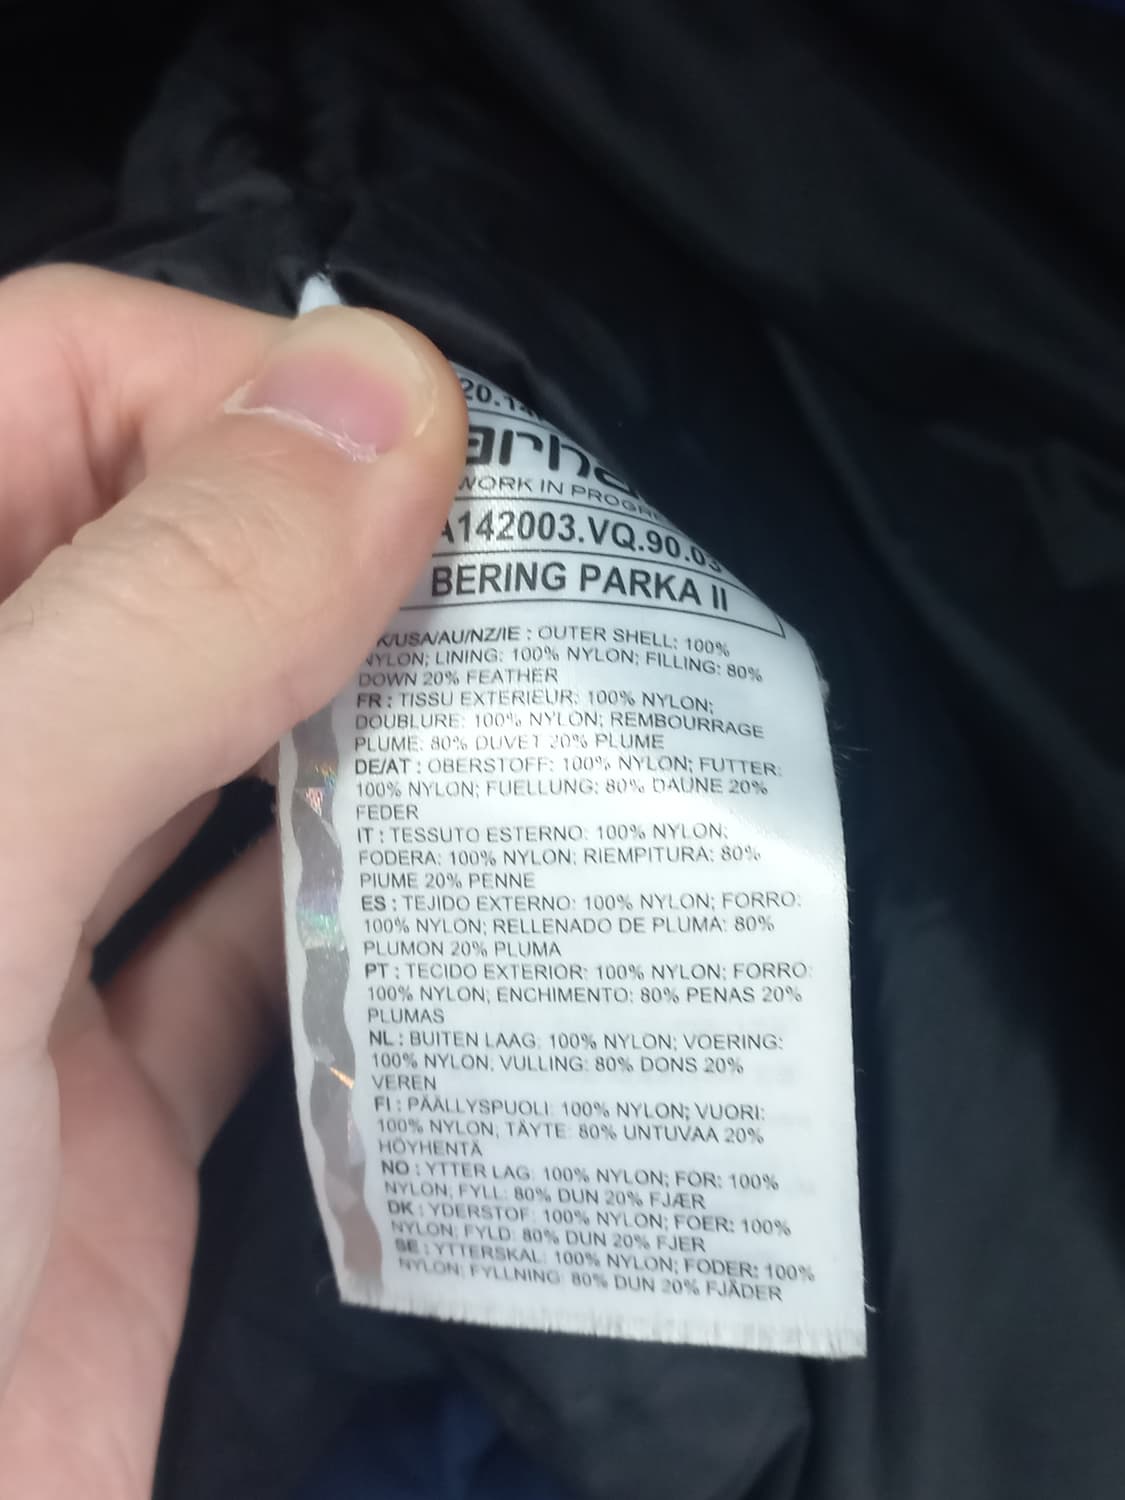 WORK IN PROGRE
A142003.VQ.90.03
BERING PARKA II
K/USA/AU/NZ/IE : OUTER SHELL: 100%
NYLON; LINING: 100% NYLON; FILLING: 80%
DOWN 20% FEATHER
FR : TISSU EXTERIEUR: 100% NYLON;
DOUBLURE: 100% NYLON; REMBOURRAGE
PLUME: 80% DUVET 20% PLUME
DE/AT : OBERSTOFF: 100% NYLON; FUTTER:
100% NYLON; FUELLUNG: 80% DAUNE 20%
FEDER
IT : TESSUTO ESTERNO: 100% NYLON;
FODERA: 100% NYLON; RIEMPITURA: 80%
PIUME 20% PENNE
ES : TEJIDO EXTERNO: 100% NYLON; FORRO:
100% NYLON; RELLENADO DE PLUMA: 80%
PLUMON 20% PLUMA
PT : TECIDO EXTERIOR: 100% NYLON; FORRO:
100% NYLON; ENCHIMENTO: 80% PENAS 20%
PLUMAS
NL : BUITEN LAAG: 100% NYLON; VOERING:
100% NYLON; VULLING: 80% DONS 20%
VEREN
FI : PÄÄLLYSPUOLI: 100% NYLON; VUORI:
100% NYLON; TÄYTE: 80% UNTUVAA 20%
HÖYHENTÄ
NO : YTTER LAG: 100% NYLON; FOR: 100%
NYLON; FYLL: 80% DUN 20% FJÆR
DK : YDERSTOF: 100% NYLON; FOER: 100%
NYLON; FYLD: 80% DUN 20% FJER
SE : YTTERSKAL: 100% NYLON; FODER: 100%
NYLON; FYLLNING: 80% DUN 20% FJÄDER